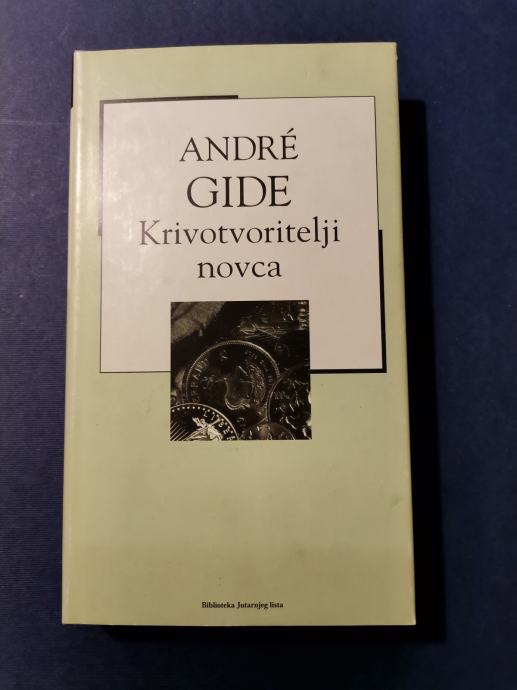 ANDRÉ
GIDE
Krivotvoritelji
novca
Biblioteka Jutarnjeg lista